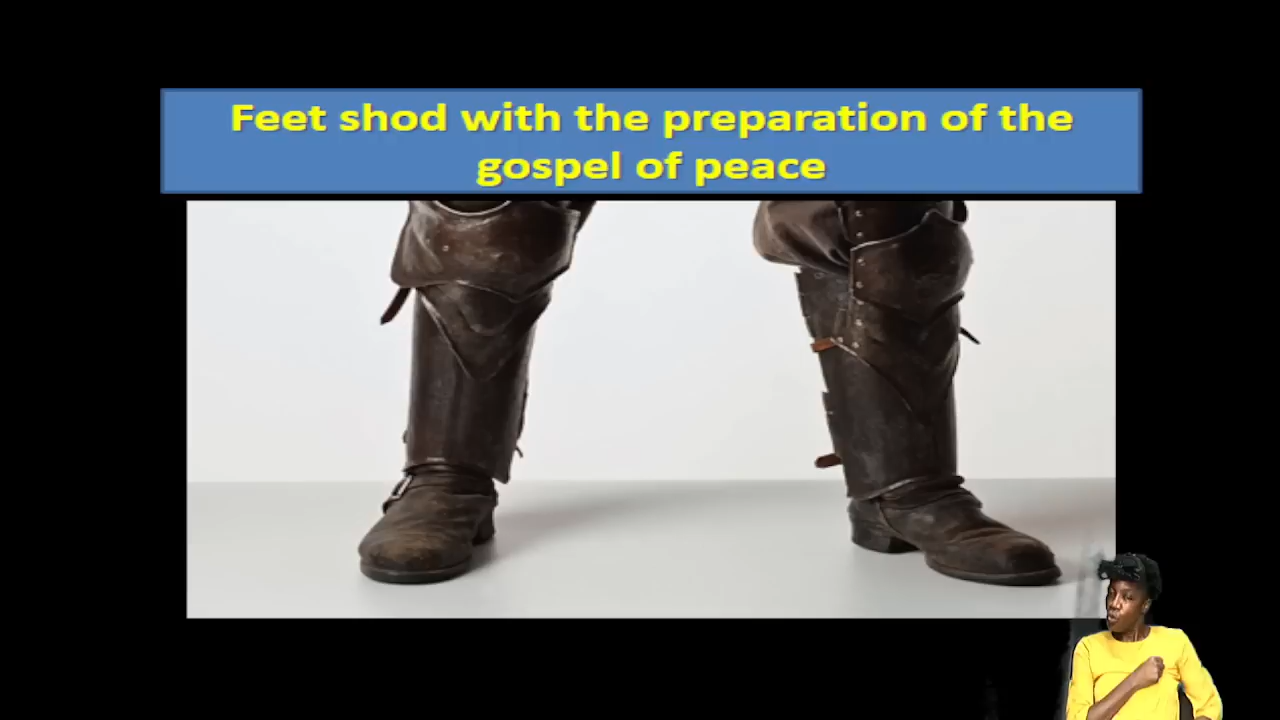 Feet shod with the preparation of the
gospel of peace